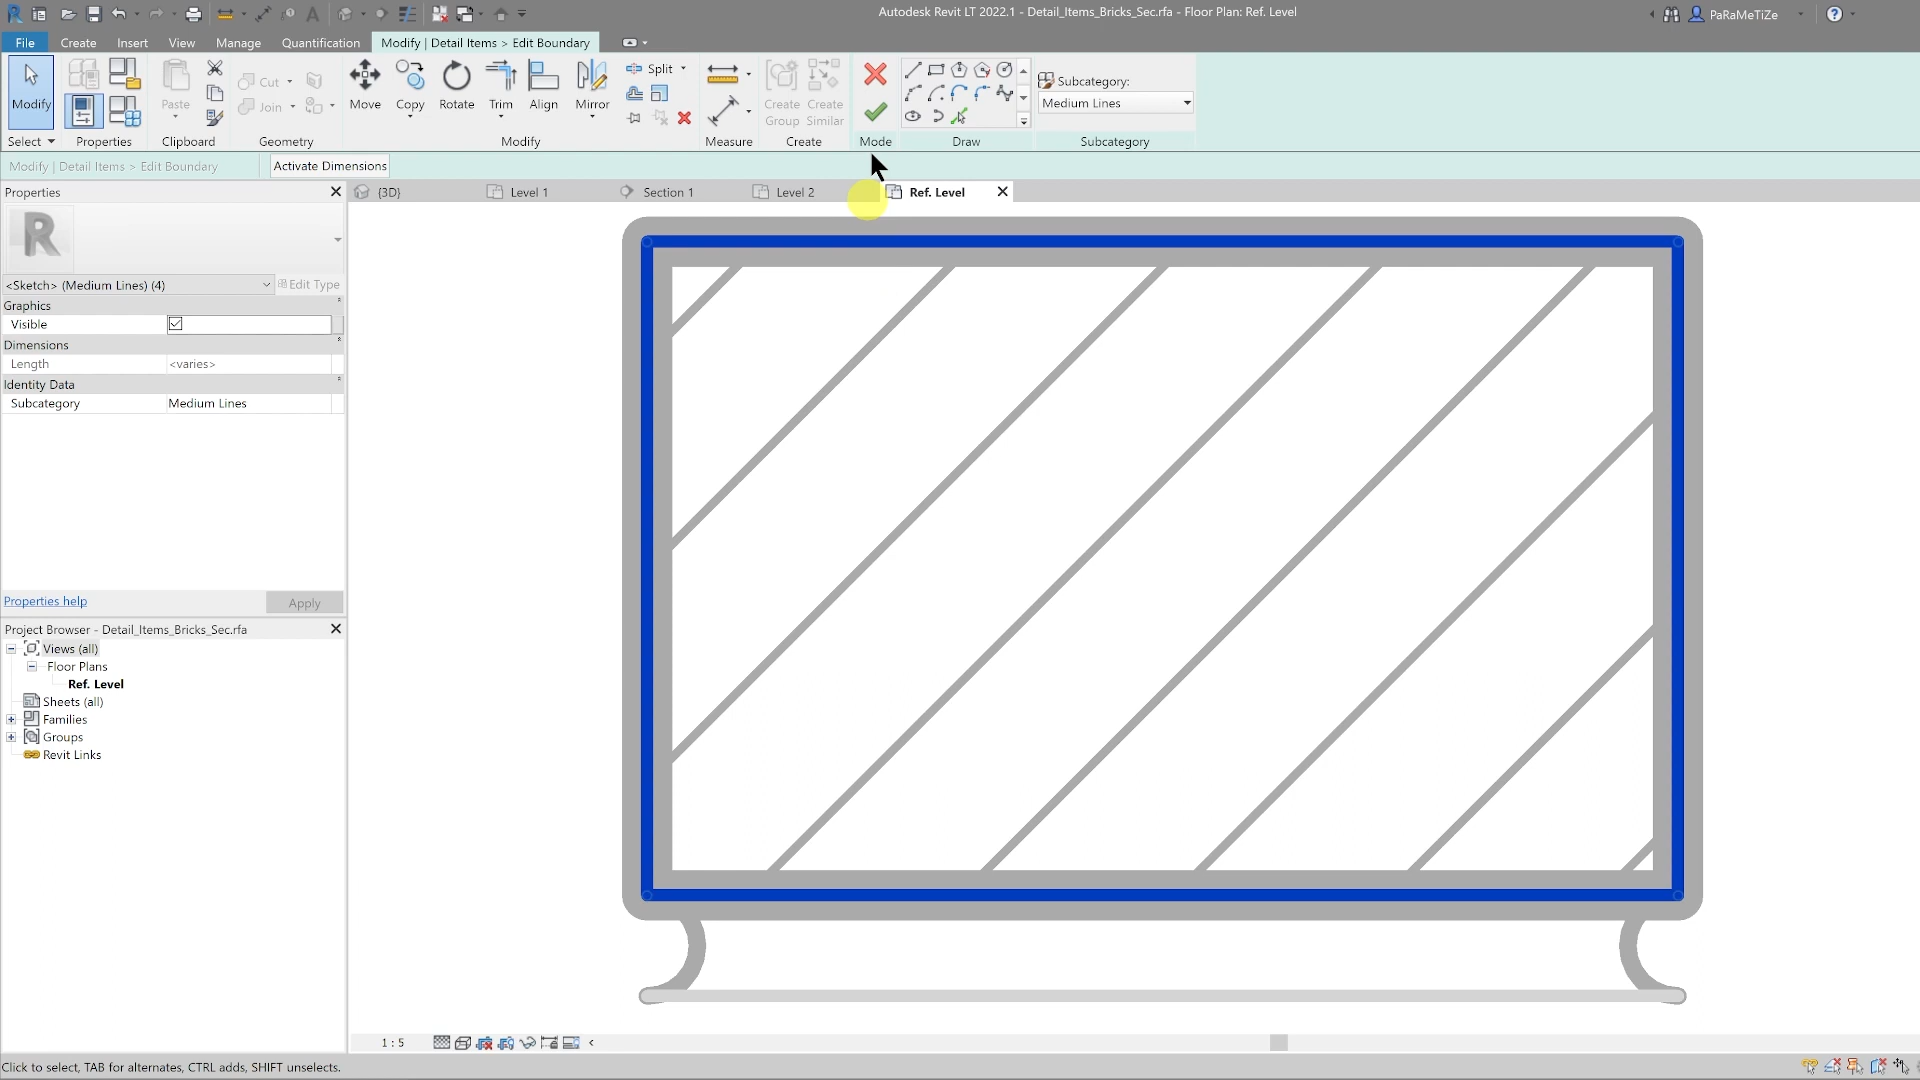 Autodesk Revit LT 2022.1 - Detail_Items_Bricks_Sec.rfa - Floor Plan: Ref. Level
PaRaMeTiZe
File Create Insert View Manage Quantification Modify | Detail Items > Edit Boundary
Modify
Paste
Cut
Join
Move Copy Rotate Trim Align Mirror
Split
Create Group
Create Similar
Subcategory:
Medium Lines
Select Properties Clipboard Geometry Modify Measure Create Mode Draw Subcategory
Modify | Detail Items > Edit Boundary Activate Dimensions
Properties
{3D} Level 1 Section 1 Level 2 Ref. Level
R
<Sketch> (Medium Lines) (4) Edit Type
Graphics
Visible
Dimensions
Length <varies>
Identity Data
Subcategory Medium Lines
Properties help Apply
Project Browser - Detail_Items_Bricks_Sec.rfa
Views (all)
Floor Plans
Ref. Level
Sheets (all)
Families
Groups
Revit Links
1 : 5
Click to select, TAB for alternates, CTRL adds, SHIFT unselects.